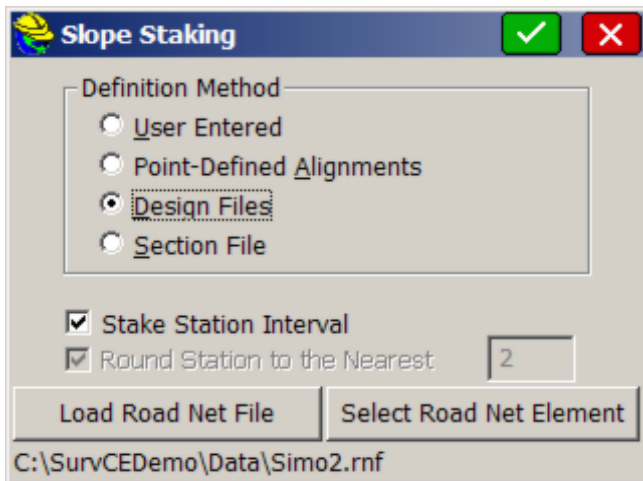 Slope Staking
Definition Method
User Entered
Point-Defined Alignments
Design Files
Section File
Stake Station Interval
Round Station to the Nearest 2
Load Road Net File Select Road Net Element
C:\SurvCEDemo\Data\Simo2.rnf